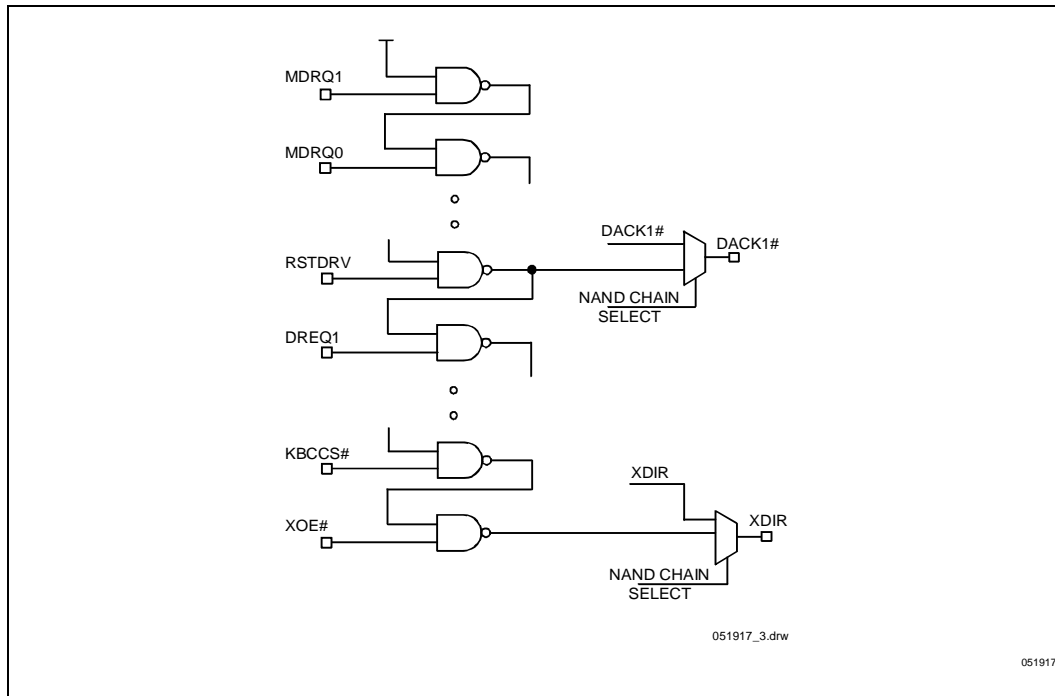 MDRQ1
MDRQ0
DACK1#
DACK1#
RSTDRV
NAND CHAIN
SELECT
DREQ1
KBCCS#
XDIR
XOE#
XDIR
NAND CHAIN
SELECT
051917_3.drw
051917